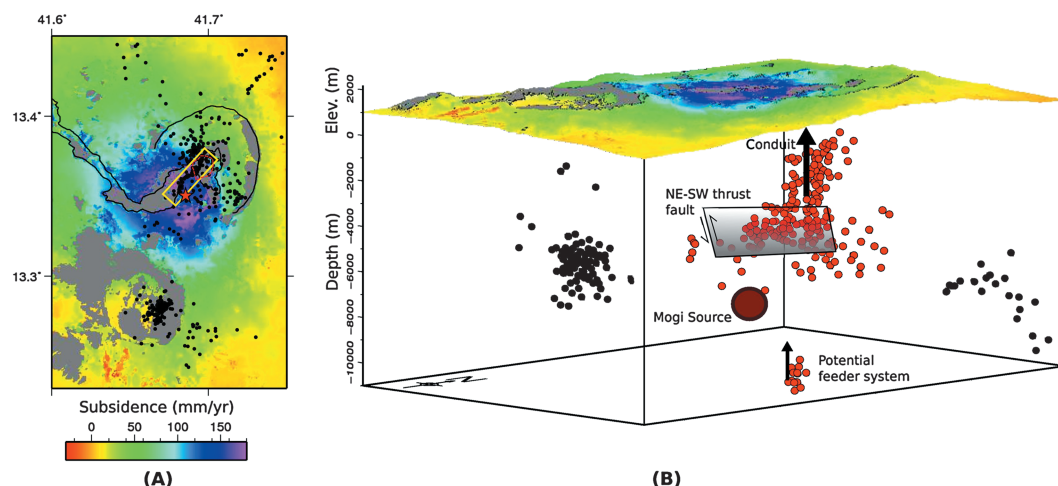 41.6˚
41.7˚
13.4˚
13.3˚
Subsidence (mm/yr)
0 50 100 150
(A)
Elev. (m)
2000
0
−2000
−4000
−6000
−8000
−10000
Depth (m)
Conduit
NE-SW thrust
fault
Mogi Source
Potential
feeder system
N
(B)